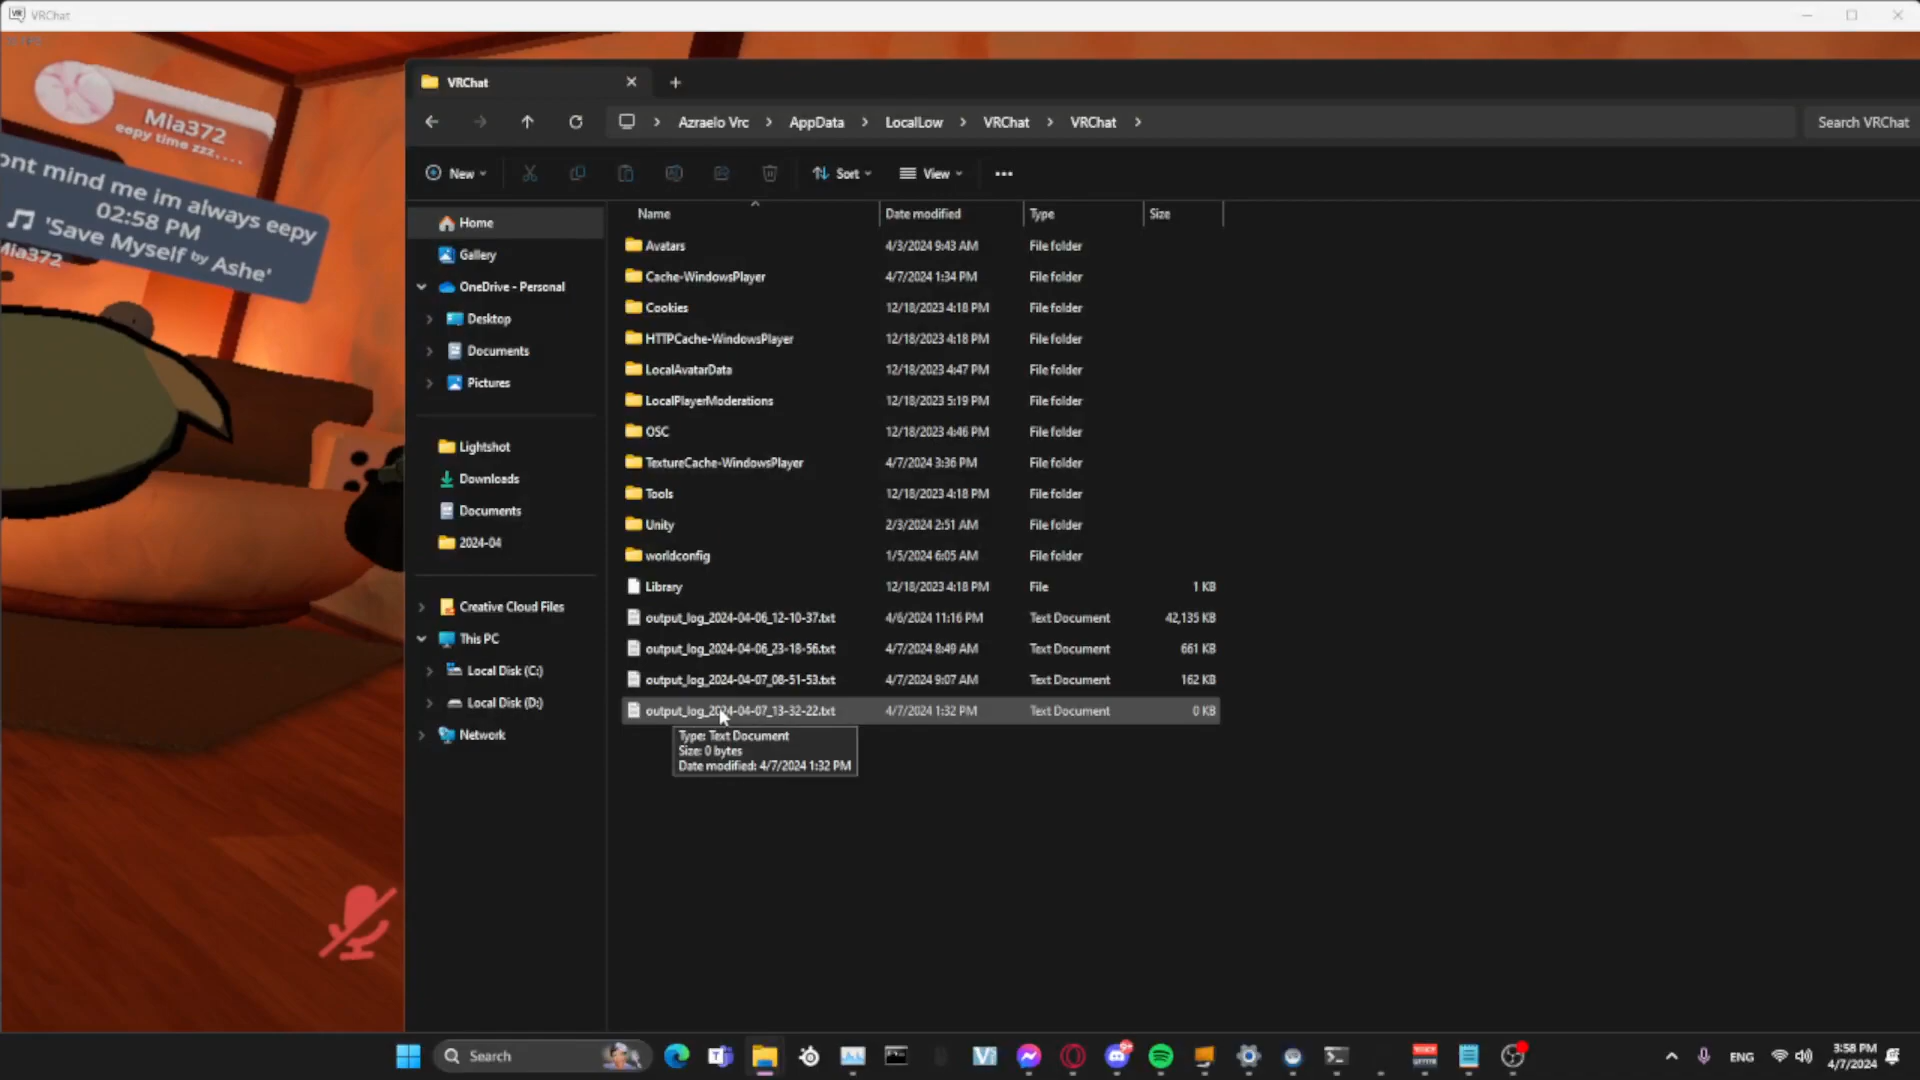 VRChat
Mia372
eepy time zzz....
ont mind me im always eepy
02:58 PM
'Save Myself by Ashe'
Mia372
VRChat
Azraelo Vrc > AppData > LocalLow > VRChat > VRChat >
Search VRChat
New
Sort
View
Name Date modified Type Size
Home
Gallery
OneDrive - Personal
Desktop
Documents
Pictures
Lightshot
Downloads
Documents
2024-04
Creative Cloud Files
This PC
Local Disk (C:)
Local Disk (D:)
Network
Avatars 4/3/2024 9:43 AM File folder
Cache-WindowsPlayer 4/7/2024 1:34 PM File folder
Cookies 12/18/2023 4:18 PM File folder
HTTPCache-WindowsPlayer 12/18/2023 4:18 PM File folder
LocalAvatarData 12/18/2023 4:47 PM File folder
LocalPlayerModerations 12/18/2023 5:19 PM File folder
OSC 12/18/2023 4:46 PM File folder
TextureCache-WindowsPlayer 4/7/2024 3:36 PM File folder
Tools 12/18/2023 4:18 PM File folder
Unity 2/3/2024 2:51 AM File folder
worldconfig 1/5/2024 6:05 AM File folder
Library 12/18/2023 4:18 PM File 1 KB
output_log_2024-04-06_12-10-37.txt 4/6/2024 11:16 PM Text Document 42,135 KB
output_log_2024-04-06_23-18-56.txt 4/7/2024 8:49 AM Text Document 661 KB
output_log_2024-04-07_08-51-53.txt 4/7/2024 9:07 AM Text Document 162 KB
output_log_2024-04-07_13-32-22.txt 4/7/2024 1:32 PM Text Document 0 KB
Type: Text Document
Size: 0 bytes
Date modified: 4/7/2024 1:32 PM
Search
ENG
3:58 PM
4/7/2024